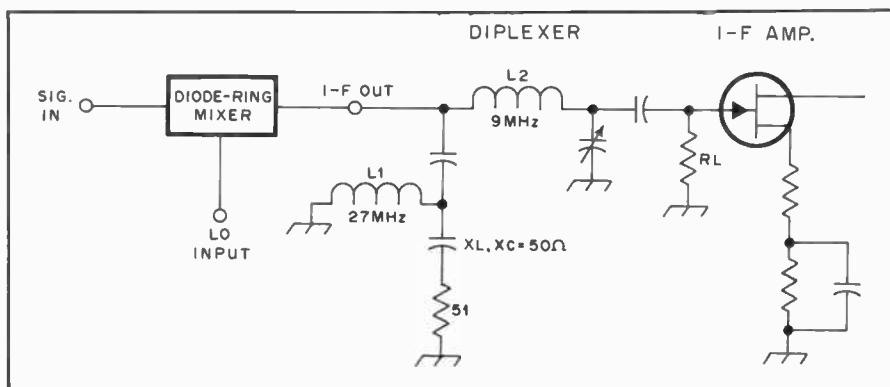 DIPLEXER
I-F AMP.
SIG.
IN
DIODE-RING
MIXER
I-F OUT
L2
9MHz
L1
27MHz
RL
LO
INPUT
XL, XC=50Ω
51